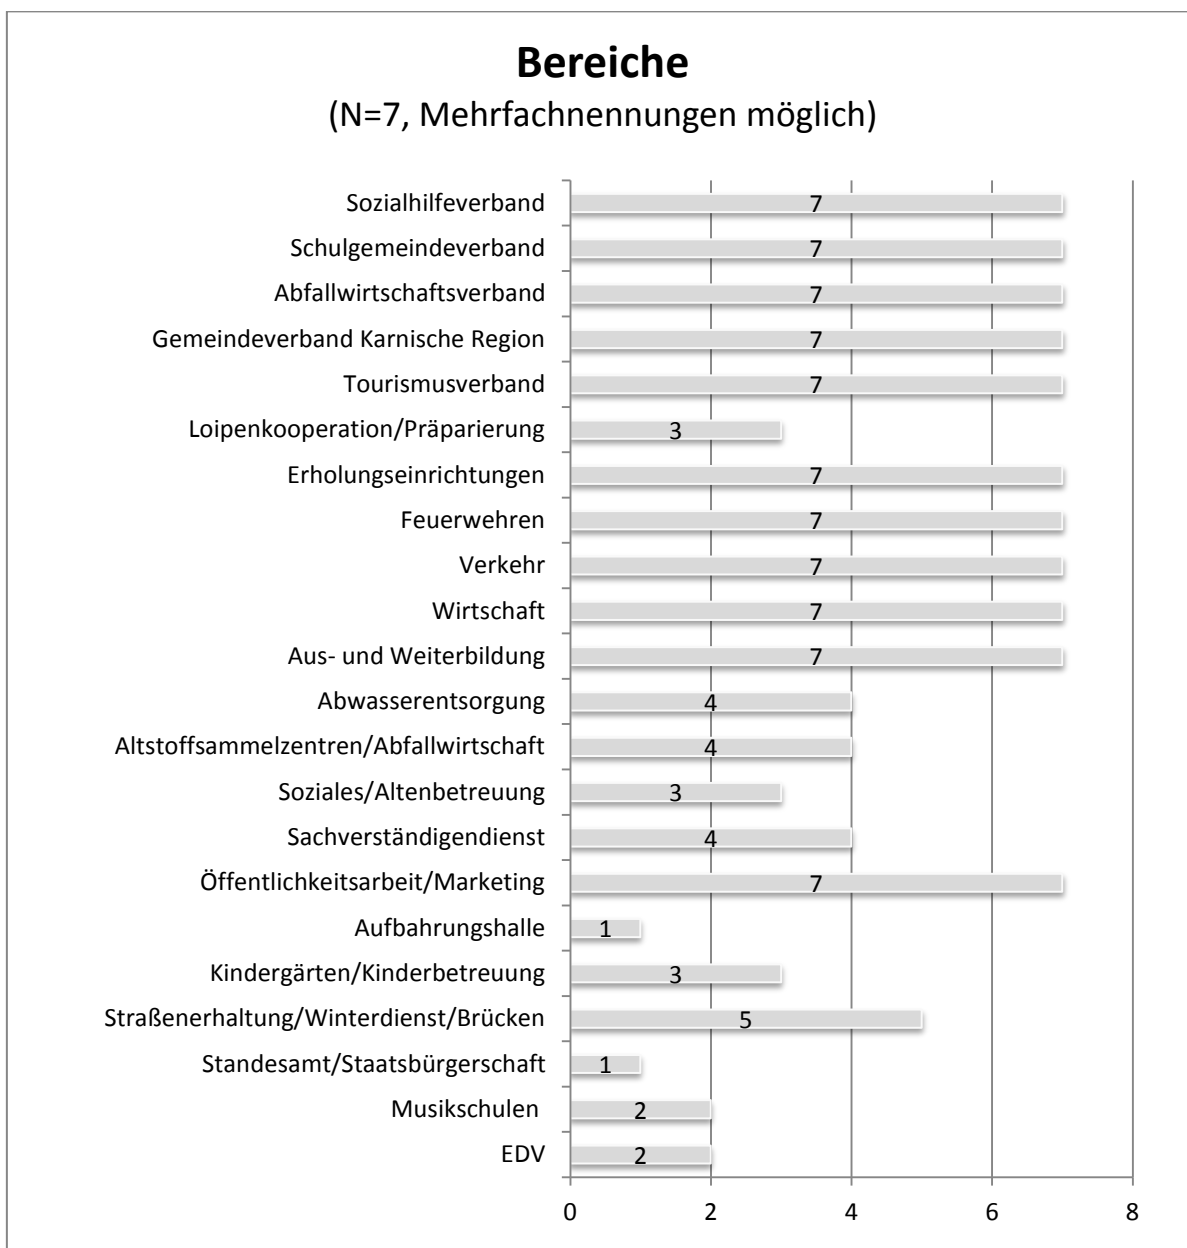 Bereiche
(N=7, Mehrfachnennungen möglich)
Sozialhilfeverband 7
Schulgemeindeverband 7
Abfallwirtschaftsverband 7
Gemeindeverband Karnische Region 7
Tourismusverband 7
Loipenkooperation/Präparierung 3
Erholungseinrichtungen 7
Feuerwehren 7
Verkehr 7
Wirtschaft 7
Aus- und Weiterbildung 7
Abwasserentsorgung 4
Altstoffsammelzentren/Abfallwirtschaft 4
Soziales/Altenbetreuung 3
Sachverständigendienst 4
Öffentlichkeitsarbeit/Marketing 7
Aufbahrungshalle 1
Kindergärten/Kinderbetreuung 3
Straßenerhaltung/Winterdienst/Brücken 5
Standesamt/Staatsbürgerschaft 1
Musikschulen 2
EDV 2
0 2 4 6 8